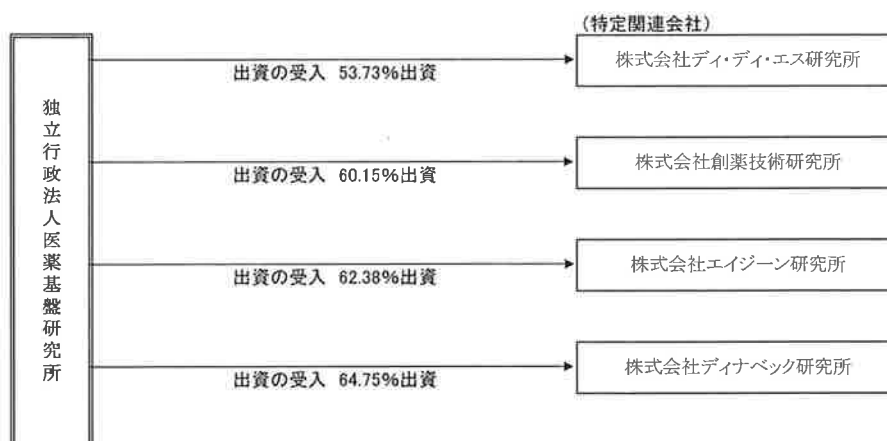 独立行政法人医薬基盤研究所
(特定関連会社)
株式会社ディ・ディ・エス研究所
出資の受入 53.73%出資
株式会社創薬技術研究所
出資の受入 60.15%出資
株式会社エイジーン研究所
出資の受入 62.38%出資
株式会社ディナベック研究所
出資の受入 64.75%出資